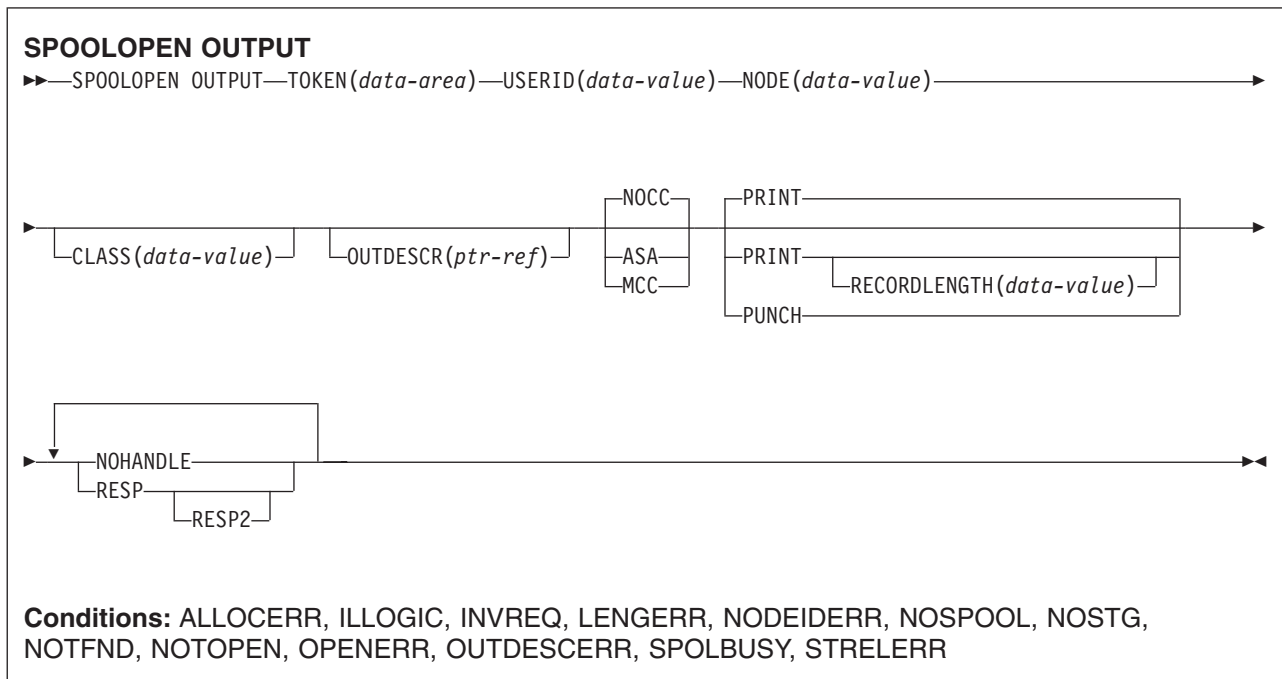 SPOOLOPEN OUTPUT
SPOOLOPEN OUTPUT TOKEN(data-area) USERID(data-value) NODE(data-value)
NOCC PRINT
CLASS(data-value) OUTDESCR(ptr-ref) ASA PRINT
MCC RECORDLENGTH(data-value)
PUNCH
NOHANDLE
RESP
RESP2
Conditions: ALLOCERR, ILLOGIC, INVREQ, LENGERR, NODEIDERR, NOSPOOL, NOSTG,
NOTFND, NOTOPEN, OPENERR, OUTDESCERR, SPOLBUSY, STRELERR